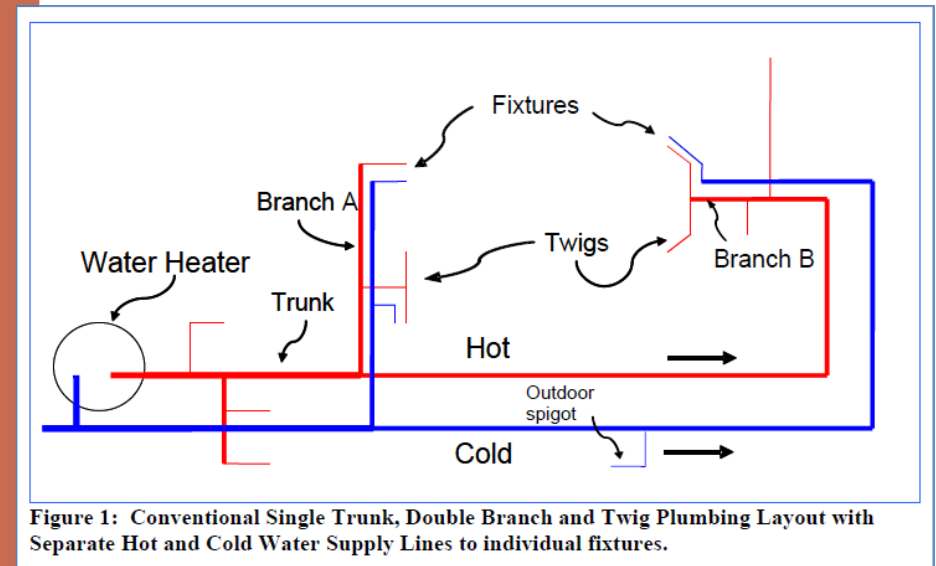 Fixtures
Branch A
Water Heater
Twigs
Branch B
Trunk
Hot
Outdoor
spigot
Cold
Figure 1: Conventional Single Trunk, Double Branch and Twig Plumbing Layout with
Separate Hot and Cold Water Supply Lines to individual fixtures.